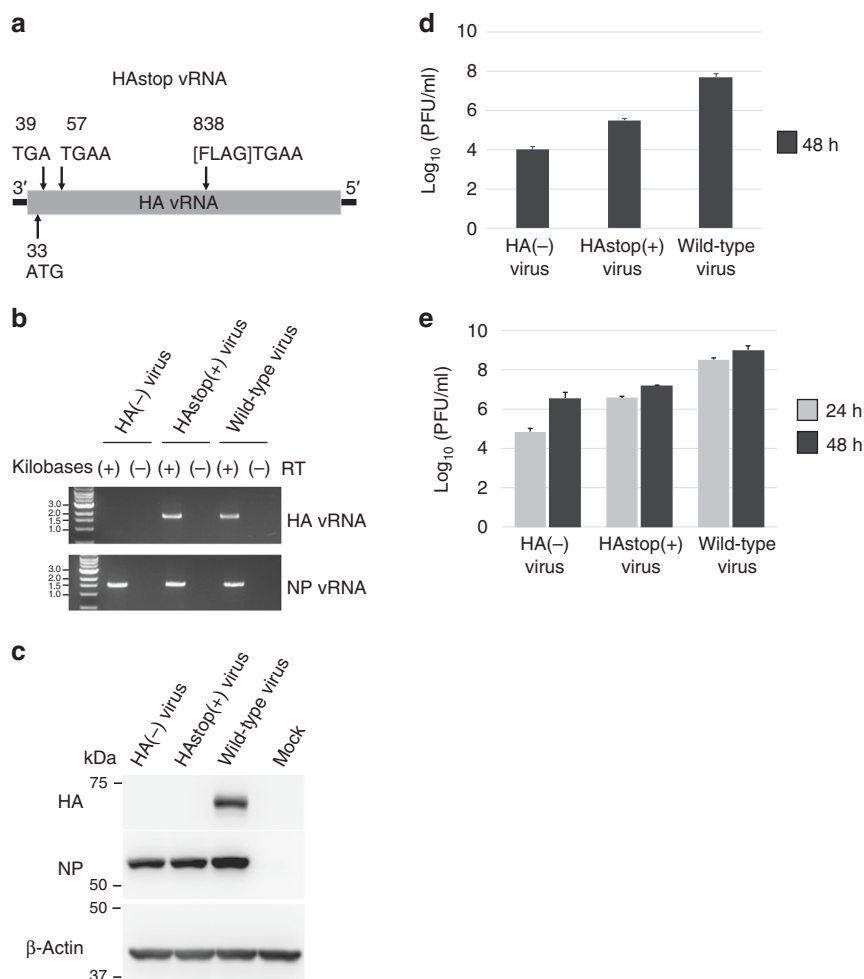 a
HAstop vRNA
39 57 838
TGA TGAA [FLAG]TGAA
3′ 5′
HA vRNA
33
ATG
b
HA(–) virus
HAstop(+) virus
Wild-type virus
Kilobases (+) (–) (+) (–) (+) (–) RT
3.0
2.0
1.5
1.0
HA vRNA
3.0
2.0
1.5
1.0
NP vRNA
c
HA(–) virus
HAstop(+) virus
Wild-type virus
Mock
kDa
75
HA
NP
50
50
β-Actin
37
d
Log10 (PFU/ml)
10
8
6
4
2
0
HA(–) virus
HAstop(+) virus
Wild-type virus
48 h
e
Log10 (PFU/ml)
10
8
6
4
2
0
HA(–) virus
HAstop(+) virus
Wild-type virus
24 h
48 h